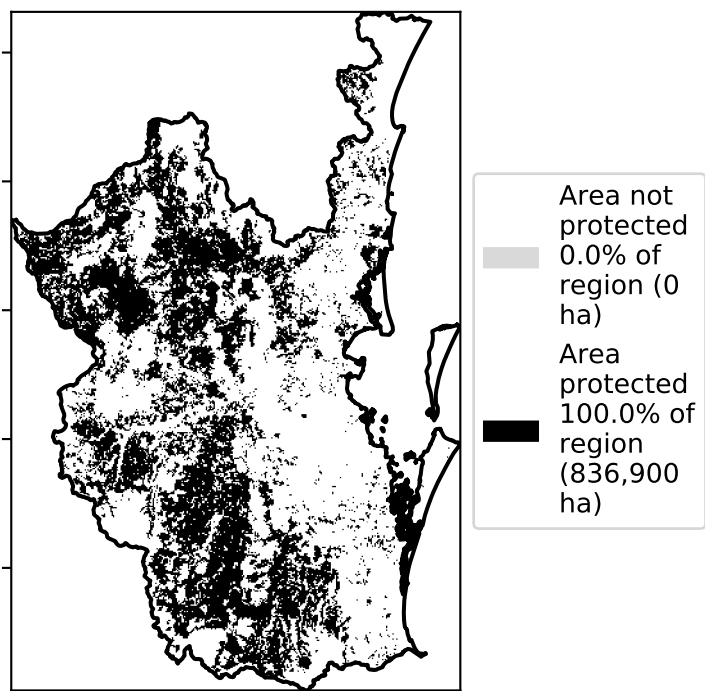 Area not
protected
0.0% of
region (0
ha)
Area
protected
100.0% of
region
(836,900
ha)